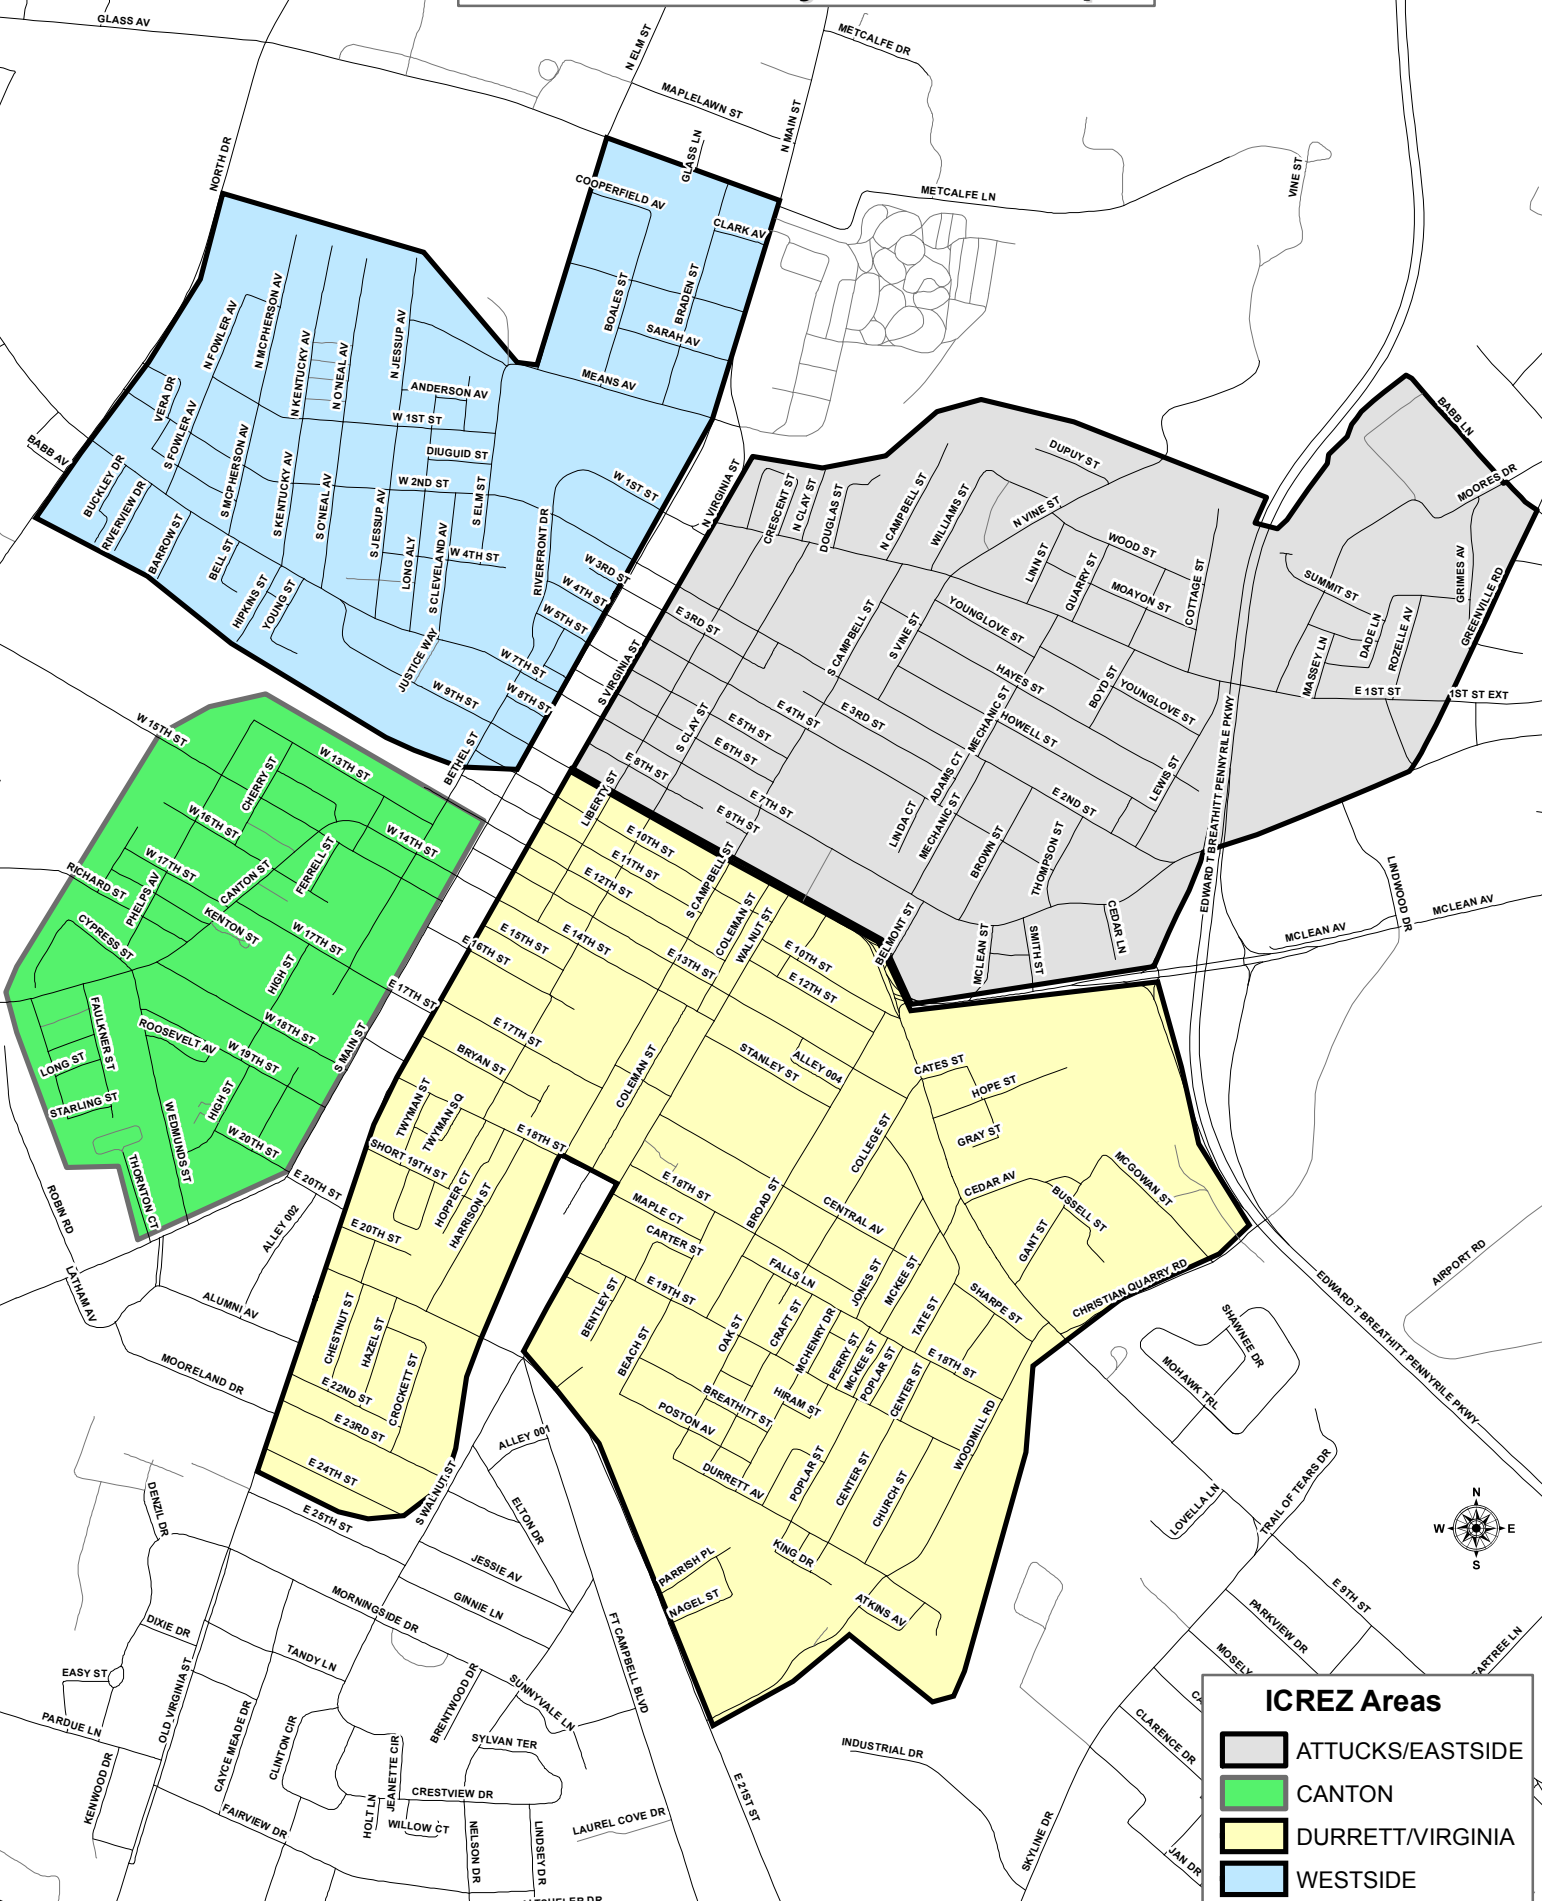 GLASS AV
N ELM ST
METCALFE DR
MAPLELAWN ST
N MAIN ST
GLASS LN
NORTH DR
COOPERFIELD AV
METCALFE LN
VINE ST
CLARK AV
BOALES ST
BRADEN ST
SARAH AV
MEANS AV
N FOWLER AV
N MCPHERSON AV
N KENTUCKY AV
N O'NEAL AV
N JESSUP AV
ANDERSON AV
W 1ST ST
VERA DR
S FOWLER AV
BABB AV
BUCKLEY DR
RIVERVIEW DR
BARROW ST
S MCPHERSON AV
S KENTUCKY AV
S O'NEAL AV
DIUGUID ST
W 2ND ST
S ELM ST
S JESSUP AV
LONG ALY
S CLEVELAND AV
W 4TH ST
RIVERFRONT DR
W 1ST ST
BELL ST
HIPKINS ST
YOUNG ST
JUSTICE WAY
W 3RD ST
W 4TH ST
W 5TH ST
W 7TH ST
W 8TH ST
W 9TH ST
N VIRGINIA ST
S VIRGINIA ST
CRESCENT ST
N CLAY ST
DOUGLAS ST
N CAMPBELL ST
WILLIAMS ST
DUPUY ST
N VINE ST
WOOD ST
LINN ST
QUARRY ST
MOAYON ST
COTTAGE ST
BABB LN
MOORES DR
SUMMIT ST
GRIMES AV
GREENVILLE RD
DADE LN
ROZELLE AV
MASSEY LN
E 1ST ST
1ST ST EXT
E 3RD ST
S CAMPBELL ST
S VINE ST
YOUNGLOVE ST
HAYES ST
BOYD ST
YOUNGLOVE ST
MECHANIC ST
HOWELL ST
S CLAY ST
E 4TH ST
E 3RD ST
E 5TH ST
E 6TH ST
E 8TH ST
E 7TH ST
E 8TH ST
ADAMS CT
LINDA CT
MECHANIC ST
E 2ND ST
LEWIS ST
BROWN ST
THOMPSON ST
EDWARD T BREATHITT PENNYRILE PKWY
BELMONT ST
MCLEAN ST
SMITH ST
CEDAR LN
LINDWOOD DR
MCLEAN AV
MCLEAN AV
W 15TH ST
W 13TH ST
CHERRY ST
BETHEL ST
W 16TH ST
W 14TH ST
W 17TH ST
CANTON ST
FERRELL ST
RICHARD ST
PHELPS AV
CYPRESS ST
KENTON ST
W 17TH ST
HIGH ST
FAULKNER ST
ROOSEVELT AV
W 18TH ST
W 19TH ST
S MAIN ST
LONG ST
STARLING ST
HIGH ST
W EDMUNDS ST
W 20TH ST
THORNTON CT
E 20TH ST
ALLEY 002
ROBIN RD
LATHAM AV
ALUMNI AV
MOORELAND DR
LIBERTY ST
E 10TH ST
E 11TH ST
E 12TH ST
S CAMPBELL ST
COLEMAN ST
WALNUT ST
E 10TH ST
E 12TH ST
E 13TH ST
E 14TH ST
E 15TH ST
E 16TH ST
E 17TH ST
E 17TH ST
BRYAN ST
TWYMAN ST
TWYMAN SQ
SHORT 19TH ST
E 18TH ST
HOPPER CT
HARRISON ST
E 20TH ST
COLEMAN ST
STANLEY ST
ALLEY 004
CATES ST
HOPE ST
GRAY ST
COLLEGE ST
CEDAR AV
BUSSELL ST
MCGOWAN ST
GANT ST
CHRISTIAN QUARRY RD
E 18TH ST
MAPLE CT
CARTER ST
BROAD ST
CENTRAL AV
FALLS LN
JONES ST
MCKEE ST
SHARPE ST
E 19TH ST
BENTLEY ST
BEACH ST
OAK ST
CRAFT ST
MCHENRY DR
PERRY ST
MCKEE ST
POPLAR ST
TATE ST
E 18TH ST
CENTER ST
BREATHITT ST
HIRAM ST
POSTON AV
WOODMILL RD
DURRETT AV
POPLAR ST
CENTER ST
CHURCH ST
KING DR
PARRISH PL
NAGEL ST
ATKINS AV
CHESTNUT ST
HAZEL ST
CROCKETT ST
E 22ND ST
E 23RD ST
E 24TH ST
S WALNUT ST
ALLEY 001
ELTON DR
E 25TH ST
DENZIL DR
JESSIE AV
GINNIE LN
MORNINGSIDE DR
DIXIE DR
TANDY LN
EASY ST
PARDUE LN
OLD VIRGINIA ST
KENWOOD DR
CAYCE MEADE DR
CLINTON CIR
BRENTWOOD DR
SUNNYVALE LN
SYLVAN TER
JEANETTE CIR
CRESTVIEW DR
HOLT LN
WILLOW CT
FAIRVIEW DR
NELSON DR
LINDSEY DR
LAUREL COVE DR
FT CAMPBELL BLVD
E 21ST ST
INDUSTRIAL DR
SKYLINE DR
AIRPORT RD
EDWARD T BREATHITT PENNYRILE PKWY
SHAWNEE DR
MOHAWK TRL
LOVELLA LN
TRAIL OF TEARS DR
E 9TH ST
PARKVIEW DR
MOSELY
CLARENCE DR
JAN DR
N
W
E
S
ICREZ Areas
ATTUCKS/EASTSIDE
CANTON
DURRETT/VIRGINIA
WESTSIDE